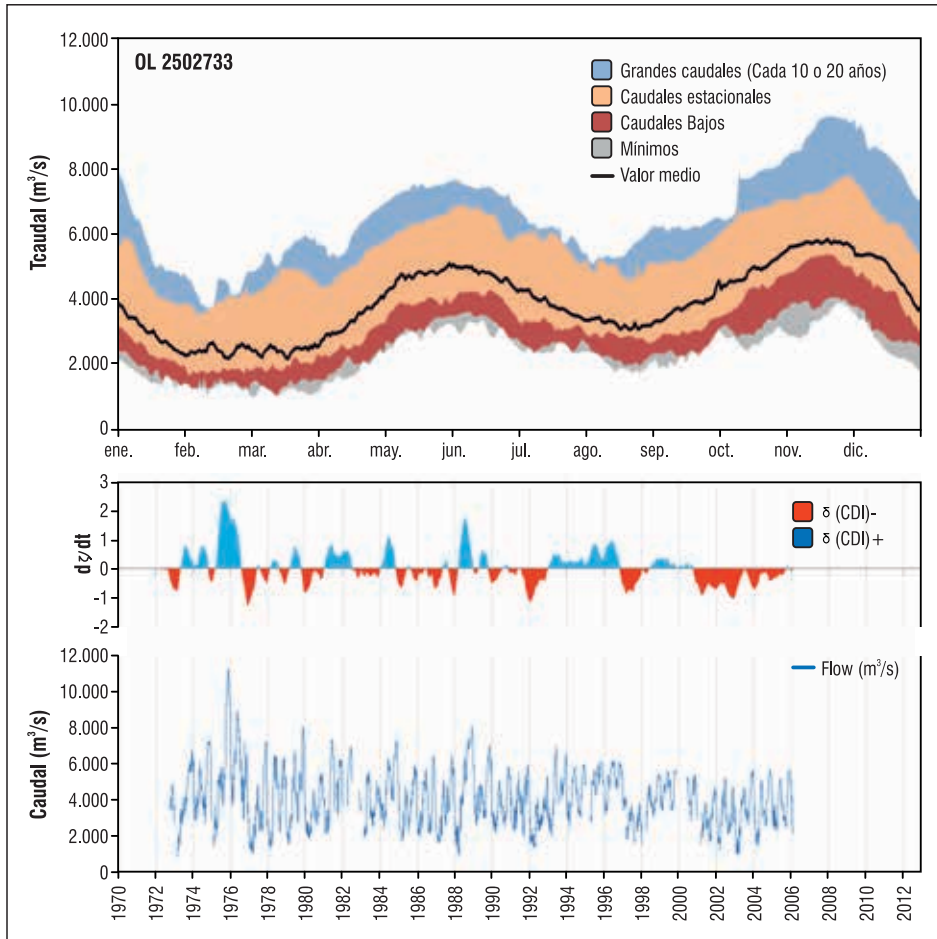 OL 2502733
Grandes caudales (Cada 10 o 20 años)
Caudales estacionales
Caudales Bajos
Mínimos
Valor medio
Tcaudal (m³/s)
12.000
10.000
8.000
6.000
4.000
2.000
0
ene. feb. mar. abr. may. jun. jul. ago. sep. oct. nov. dic.
δ (CDI)-
δ (CDI)+
dζ/dt
3
2
1
0
-1
-2
Flow (m³/s)
Caudal (m³/s)
12.000
10.000
8.000
6.000
4.000
2.000
0
1970 1972 1974 1976 1978 1980 1982 1984 1986 1988 1990 1992 1994 1996 1998 2000 2002 2004 2006 2008 2010 2012